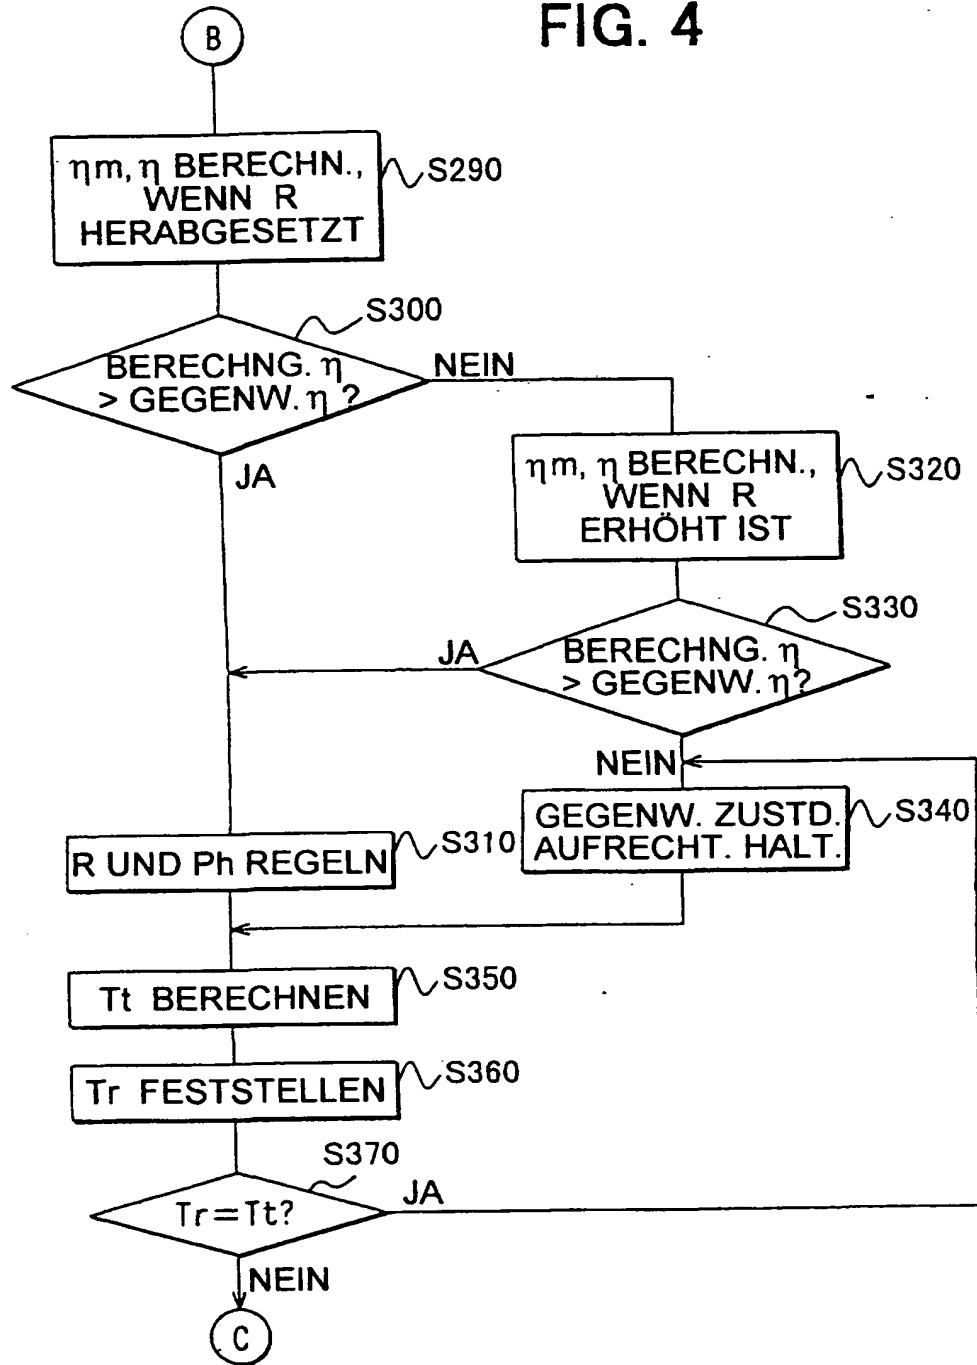 FIG. 4
B
ηm, η BERECHN.,
WENN R
HERABGESETZT
S290
S300
BERECHNG. η
> GEGENW. η ?
NEIN
JA
ηm, η BERECHN.,
WENN R
ERHÖHT IST
S320
S330
BERECHNG. η
> GEGENW. η?
JA
NEIN
GEGENW. ZUSTD.
AUFRECHT. HALT.
S340
R UND Ph REGELN
S310
Tt BERECHNEN
S350
Tr FESTSTELLEN
S360
S370
Tr=Tt?
JA
NEIN
C